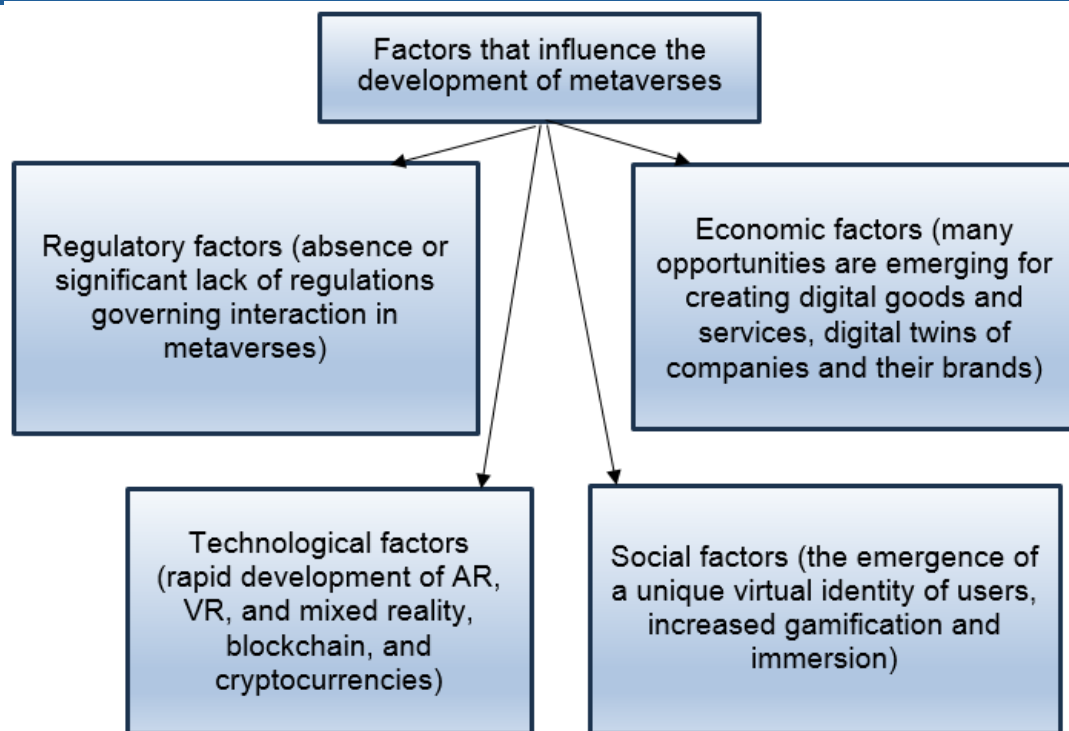 Factors that influence the
development of metaverses
Regulatory factors (absence or
significant lack of regulations
governing interaction in
metaverses)
Economic factors (many
opportunities are emerging for
creating digital goods and
services, digital twins of
companies and their brands)
Technological factors
(rapid development of AR,
VR, and mixed reality,
blockchain, and
cryptocurrencies)
Social factors (the emergence of
a unique virtual identity of users,
increased gamification and
immersion)